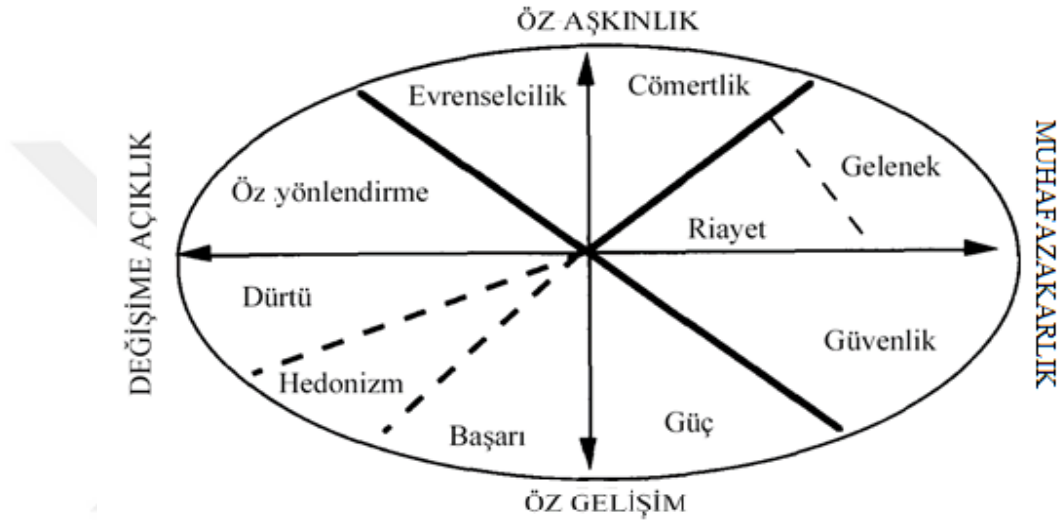 ÖZ AŞKINLIK
Evrenselcilik
Cömertlik
Gelenek
Öz yönlendirme
Riayet
DEĞİŞİME AÇIKLIK
MUHAFAZAKARLIK
Dürtü
Güvenlik
Hedonizm
Başarı
Güç
ÖZ GELİŞİM